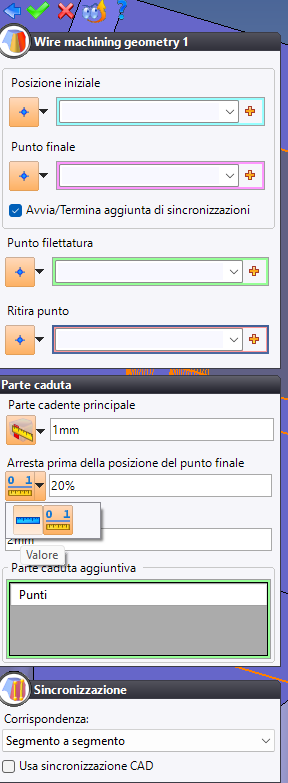 ?
Wire machining geometry 1
Posizione iniziale
Punto finale
Avvia/Termina aggiunta di sincronizzazioni
Punto filettatura
Ritira punto
Parte caduta
Parte cadente principale
1mm
Arresta prima della posizione del punto finale
0 1
20%
0 1
2mm
Valore
Parte caduta aggiuntiva
Punti
Sincronizzazione
Corrispondenza:
Segmento a segmento
Usa sincronizzazione CAD